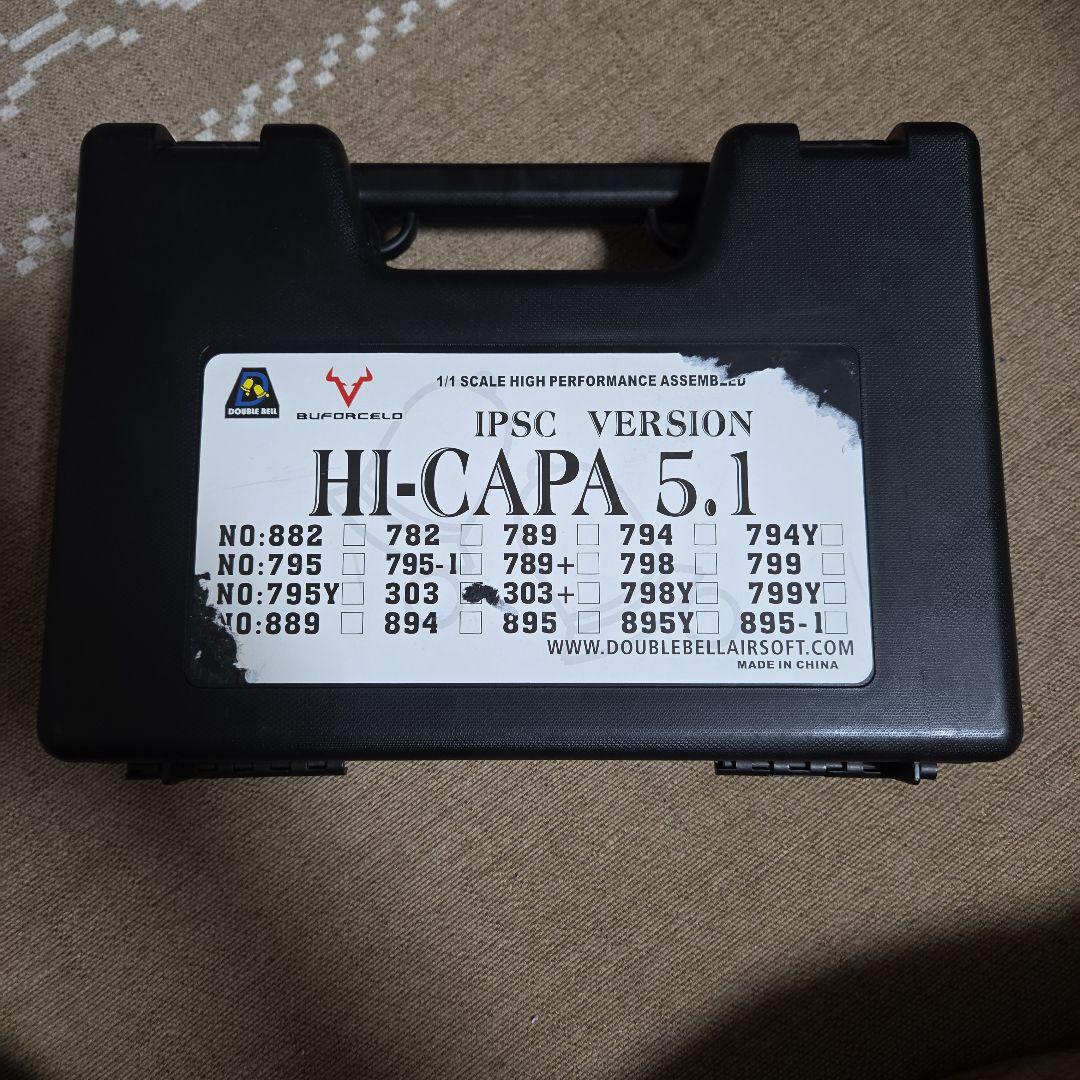 1/1 SCALE HIGH PERFORMANCE ASSEMBLED
DOUBLE BELL
BUFORCELO
IPSC VERSION
HI-CAPA 5.1
NO:882 782 789 794 794Y
NO:795 795-1 789+ 798 799
NO:795Y 303 303+ 798Y 799Y
NO:889 894 895 895Y 895-1
WWW.DOUBLEBELLAIRSOFT.COM
MADE IN CHINA